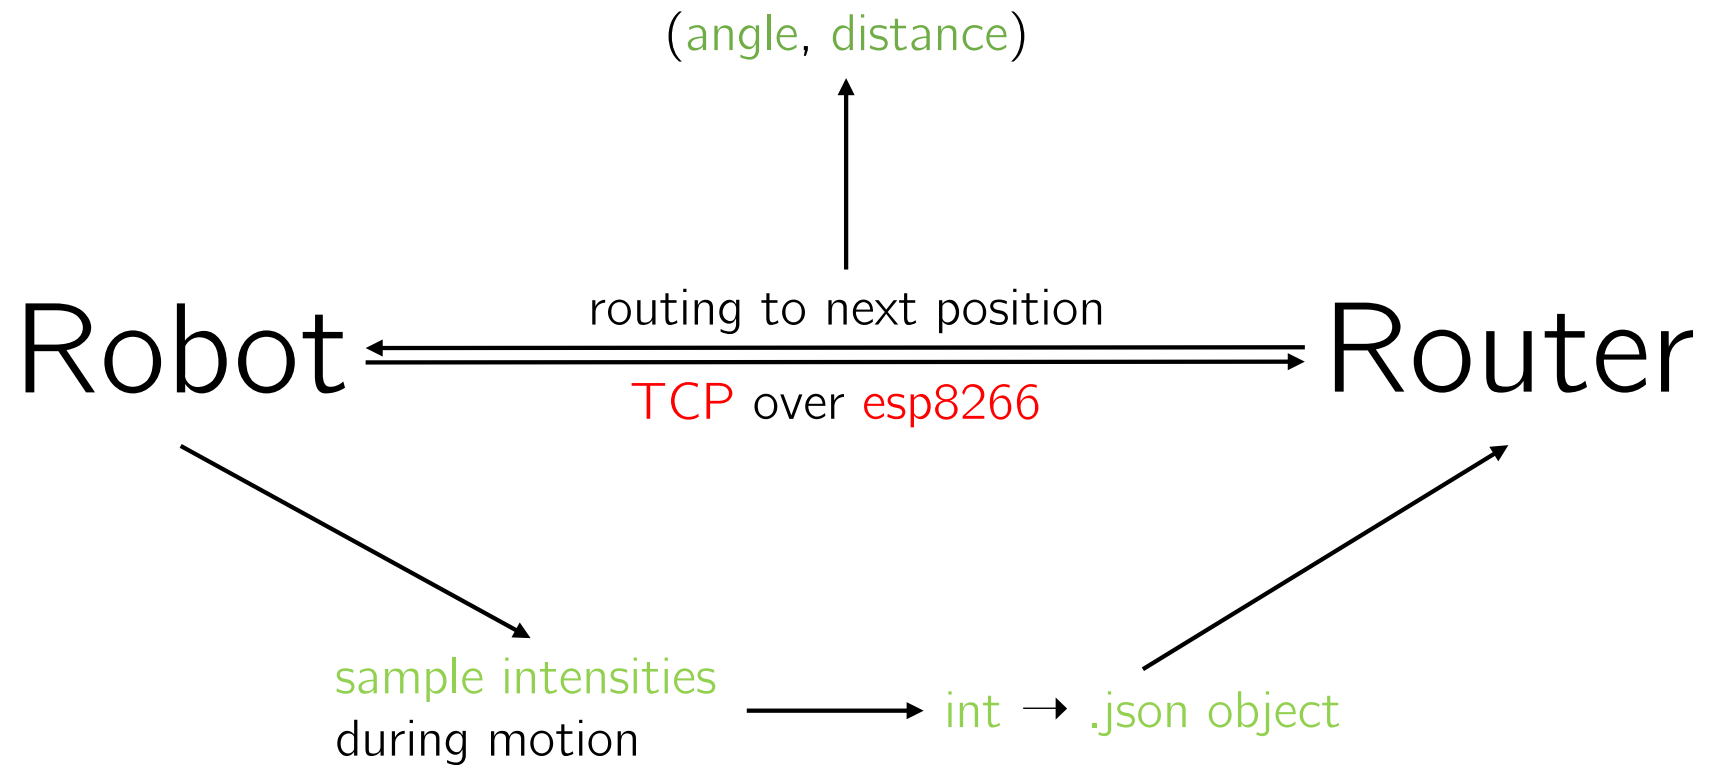 (angle, distance)
routing to next position
Robot
Router
TCP over esp8266
sample intensities
during motion
int → .json object